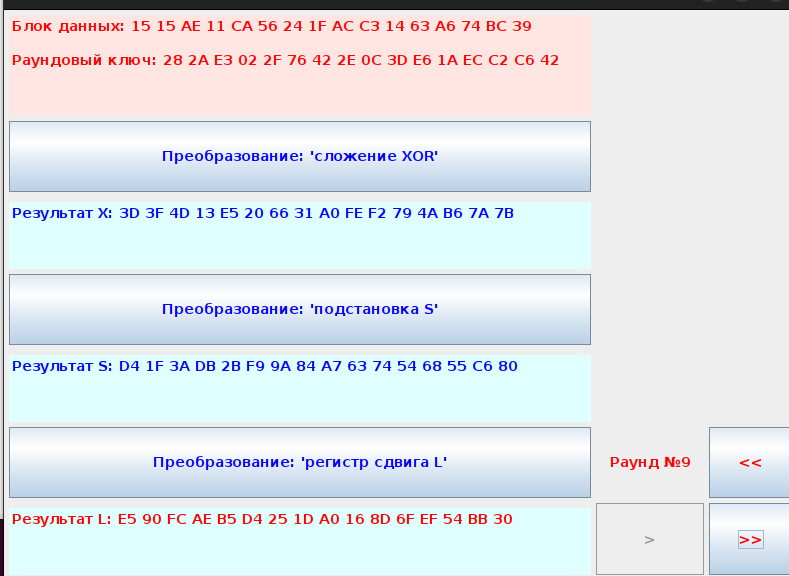 Блок данных: 15 15 AE 11 CA 56 24 1F AC C3 14 63 A6 74 BC 39
Раундовый ключ: 28 2A E3 02 2F 76 42 2E 0C 3D E6 1A EC C2 C6 42
Преобразование: 'сложение XOR'
Результат X: 3D 3F 4D 13 E5 20 66 31 A0 FE F2 79 4A B6 7A 7B
Преобразование: 'подстановка S'
Результат S: D4 1F 3A DB 2B F9 9A 84 A7 63 74 54 68 55 C6 80
Преобразование: 'регистр сдвига L'
Раунд №9
<<
Результат L: E5 90 FC AE B5 D4 25 1D A0 16 8D 6F EF 54 BB 30
>
>>